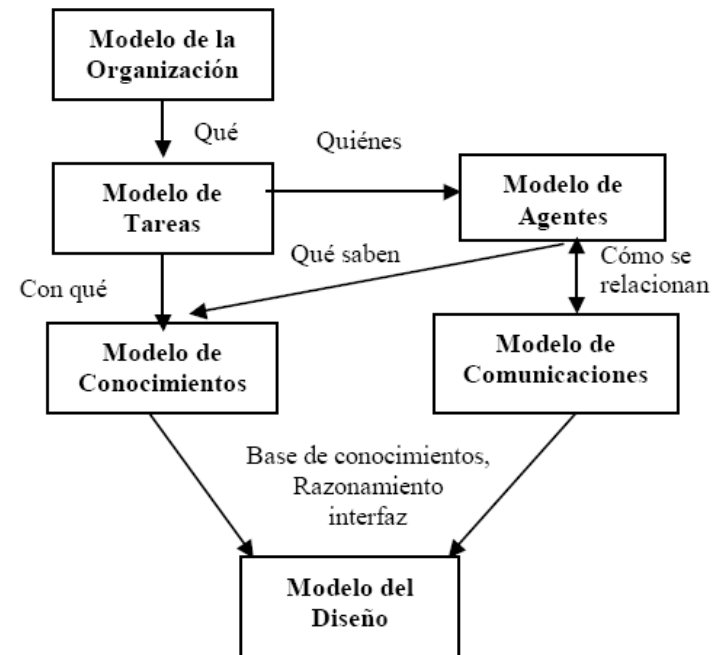 Modelo de la
Organización
Qué
Quiénes
Modelo de
Tareas
Modelo de
Agentes
Qué saben
Cómo se
relacionan
Con qué
Modelo de
Conocimientos
Modelo de
Comunicaciones
Base de conocimientos,
Razonamiento
interfaz
Modelo del
Diseño